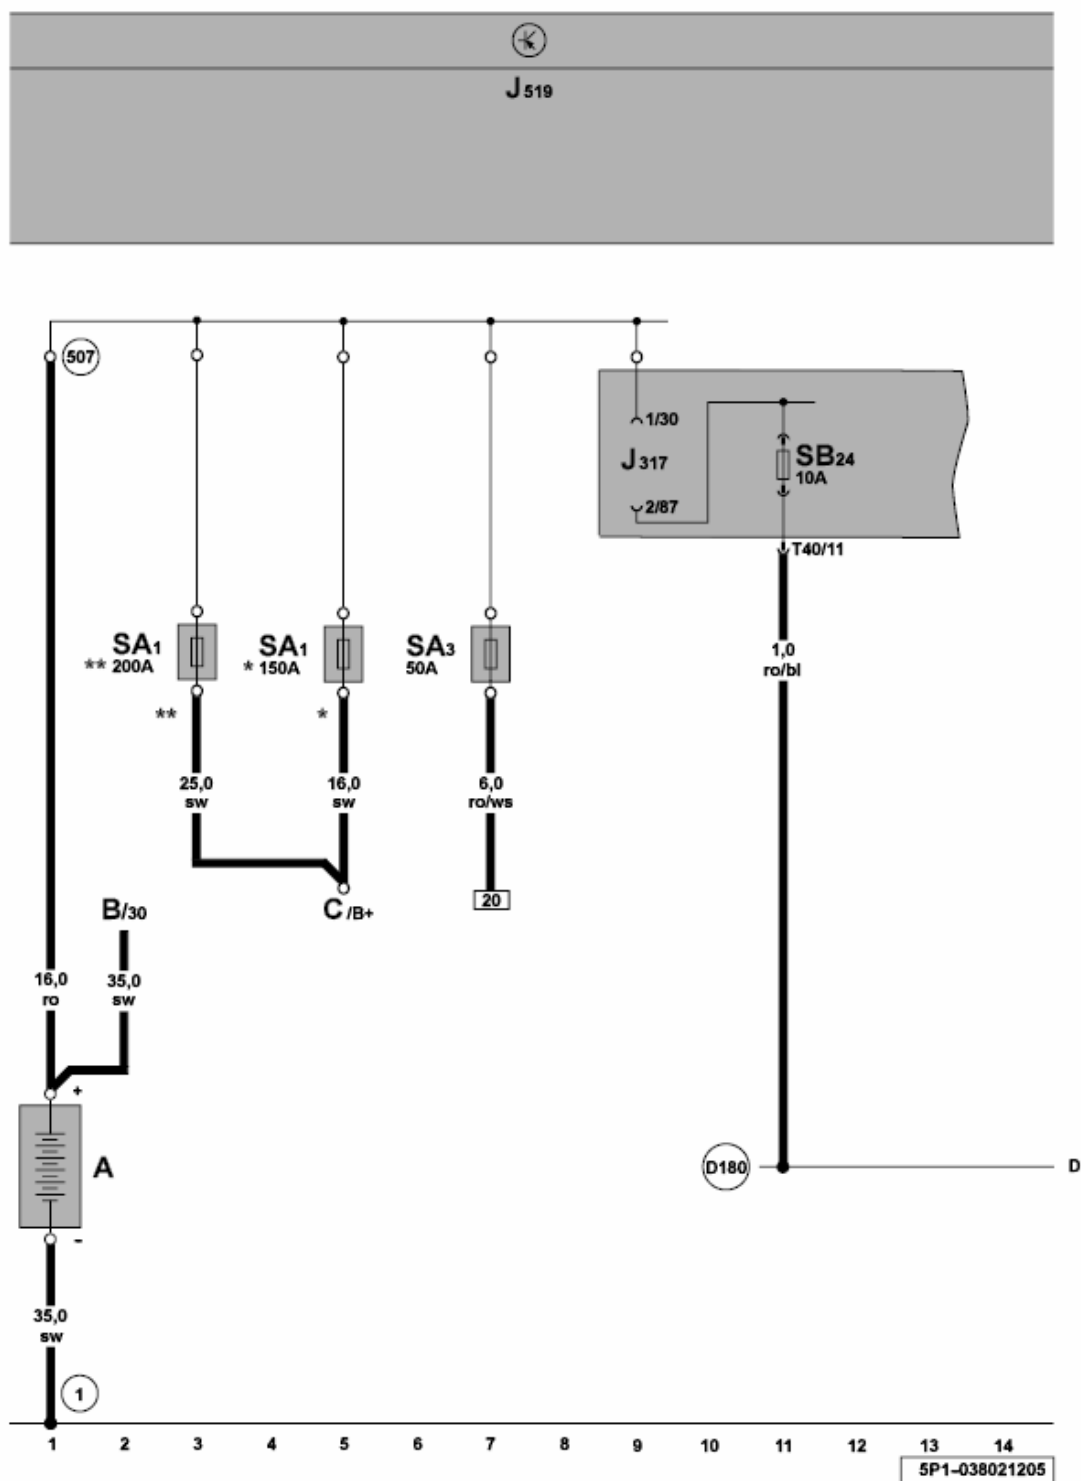 J 519
507
1/30
J 317
2/87
SB24
10A
T40/11
SA1
** 200A
SA1
* 150A
SA3
50A
**
*
1,0
ro/bl
25,0
sw
16,0
sw
6,0
ro/ws
20
B/30
C /B+
16,0
ro
35,0
sw
+
A
D180
D
-
35,0
sw
1
1 2 3 4 5 6 7 8 9 10 11 12 13 14
5P1-038021205